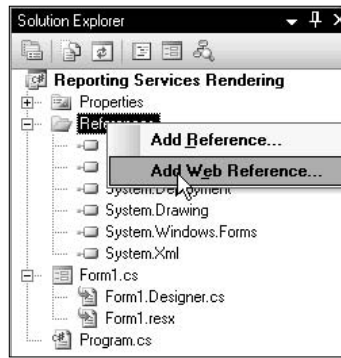 Solution Explorer
Reporting Services Rendering
Properties
Add Reference...
Add Web Reference...
System.Drawing
System.Windows.Forms
System.Xml
Form1.cs
Form1.Designer.cs
Form1.resx
Program.cs